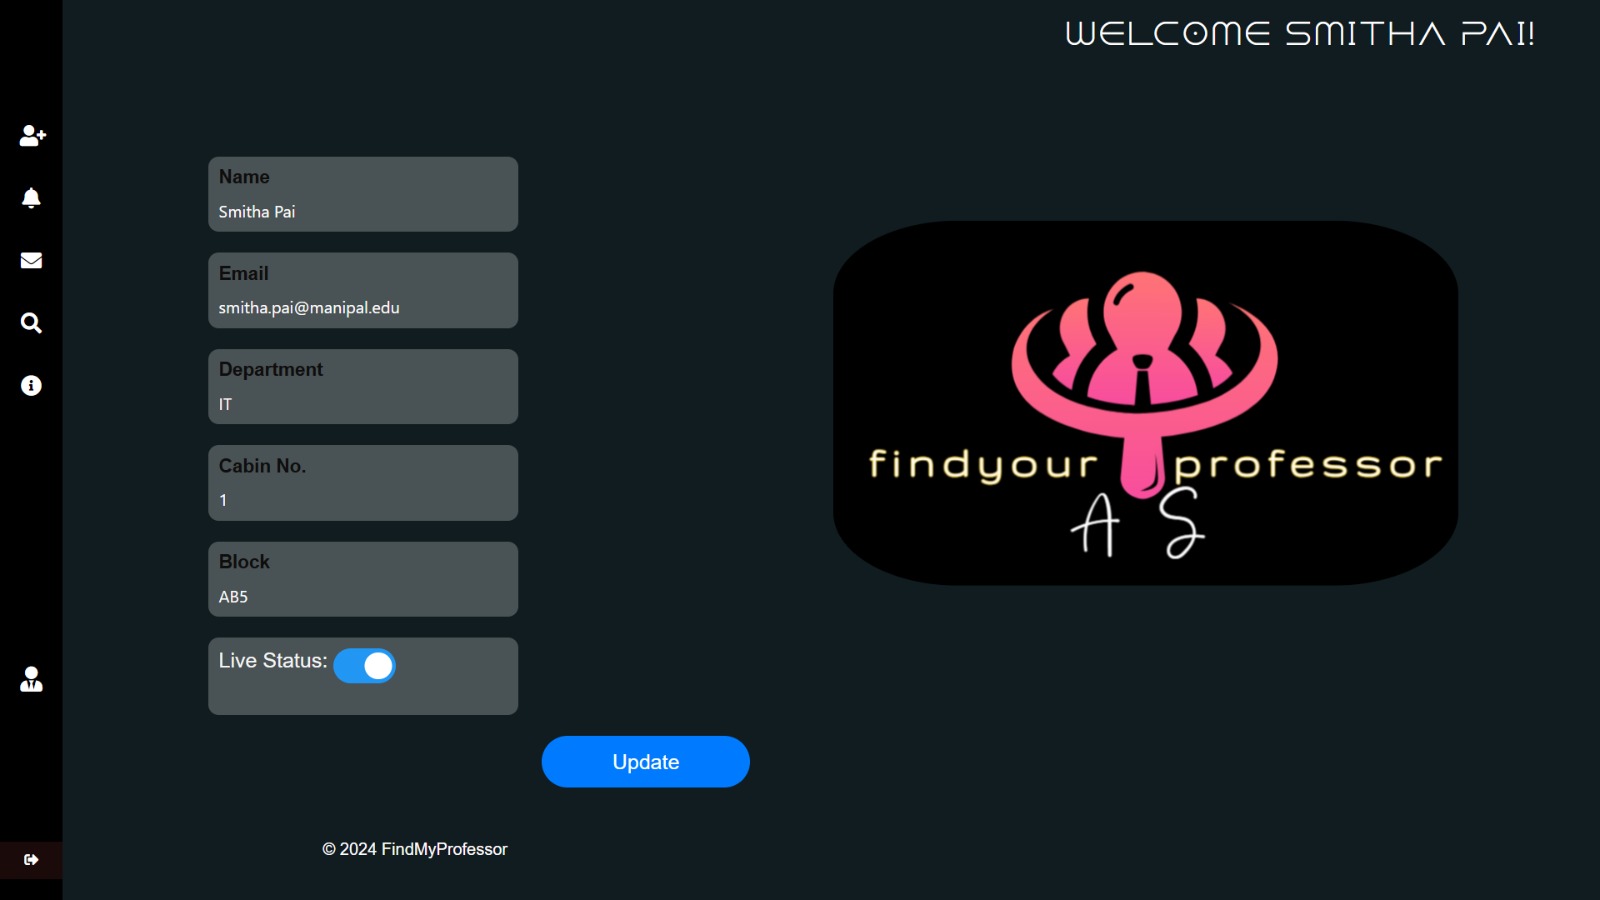 WELCOME SMITHA PAI!
Name
Smitha Pai
Email
smitha.pai@manipal.edu
Department
IT
Cabin No.
1
Block
AB5
Live Status:
Update
findyour professor
A S
© 2024 FindMyProfessor